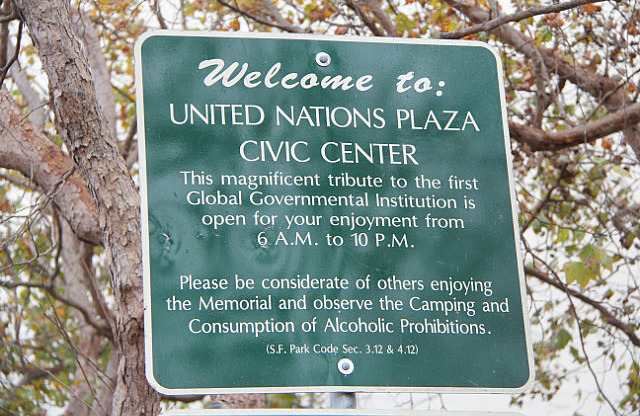 Welcome to:
UNITED NATIONS PLAZA
CIVIC CENTER
This magnificent tribute to the first
Global Governmental Institution is
open for your enjoyment from
6 A.M. to 10 P.M.
Please be considerate of others enjoying
the Memorial and observe the Camping and
Consumption of Alcoholic Prohibitions.
(S.F. Park Code Sec. 3.12 & 4.12)